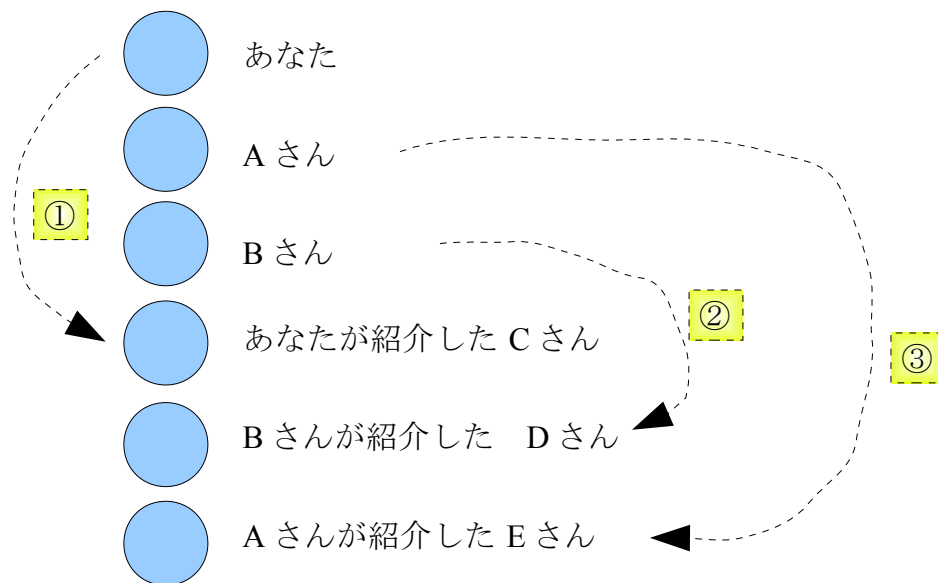 あなた
A さん
①
B さん
②
あなたが紹介した C さん
③
B さんが紹介した　D さん
A さんが紹介した E さん